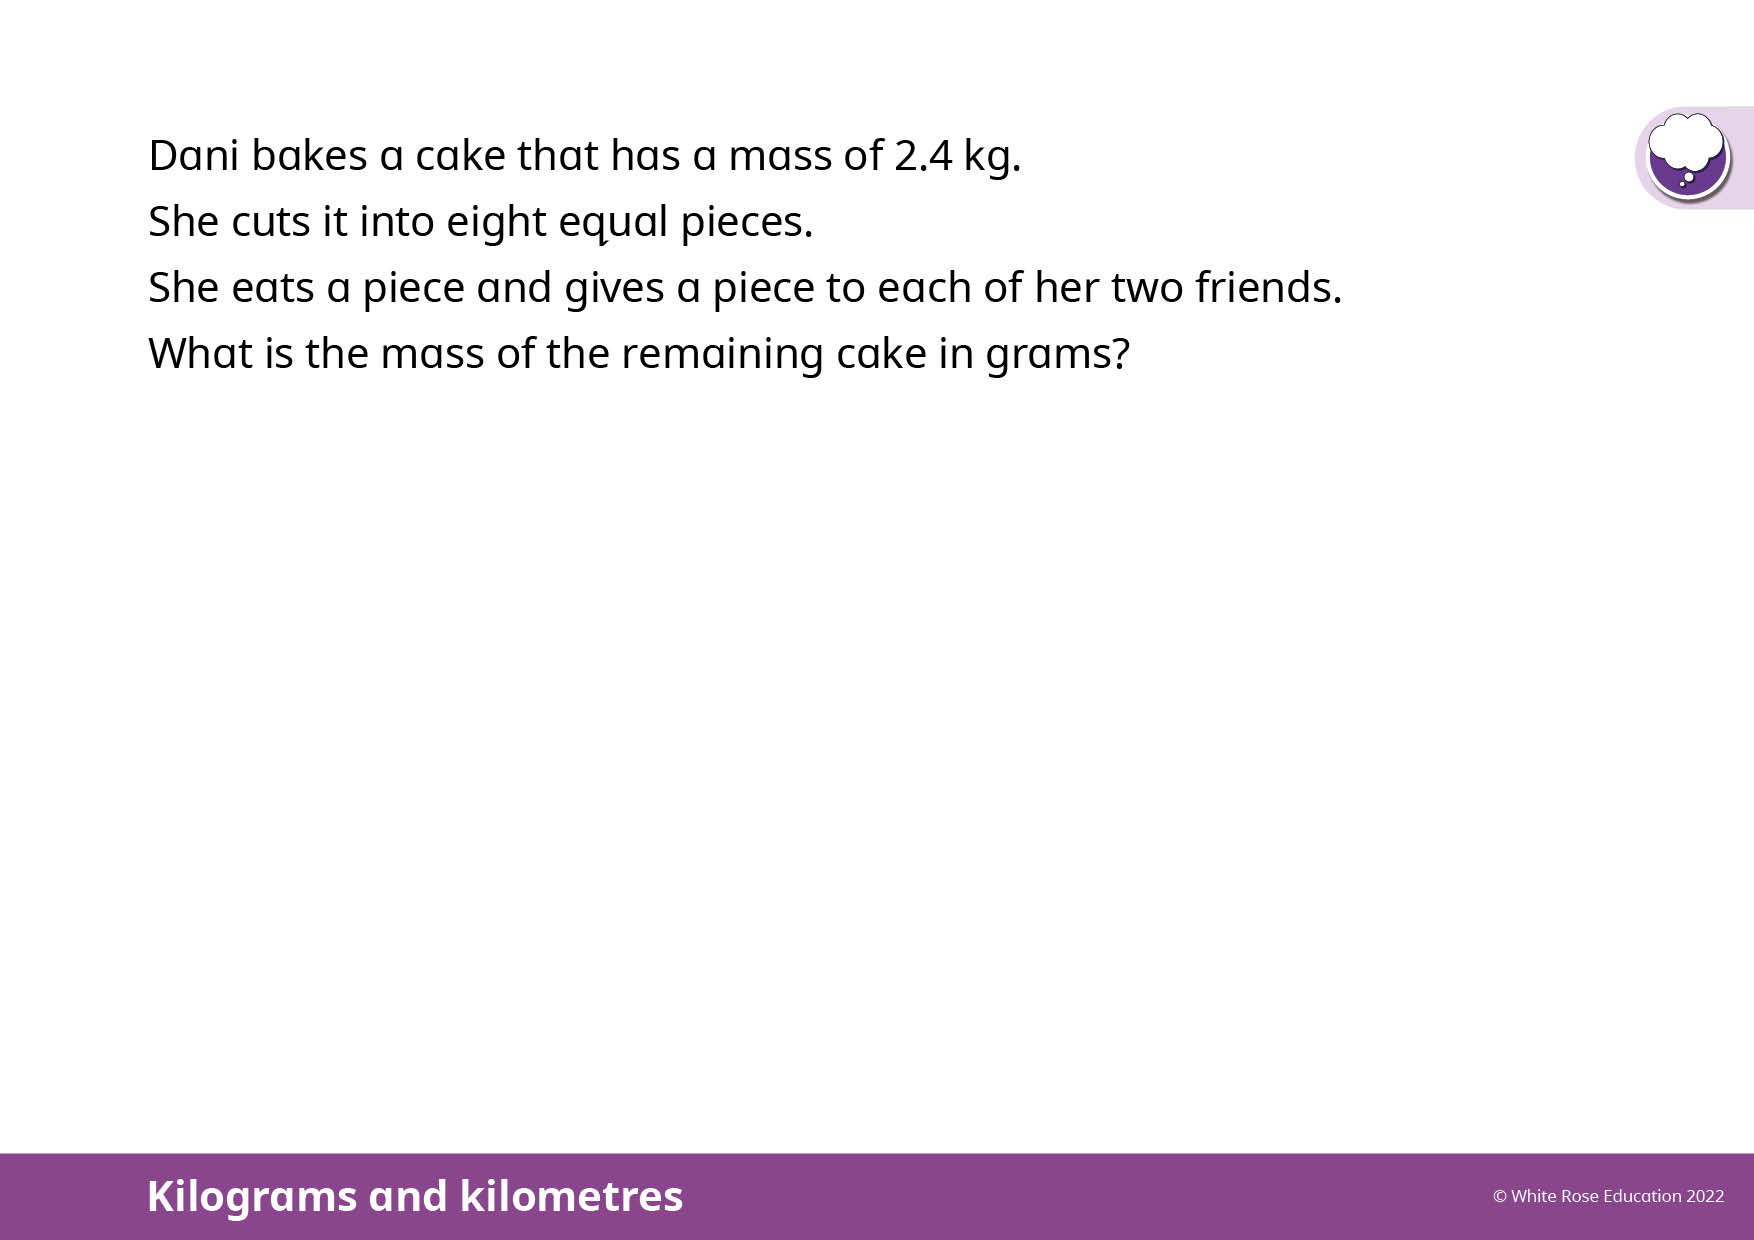 Dani bakes a cake that has a mass of 2.4 kg.
She cuts it into eight equal pieces.
She eats a piece and gives a piece to each of her two friends.
What is the mass of the remaining cake in grams?
Kilograms and kilometres
© White Rose Education 2022